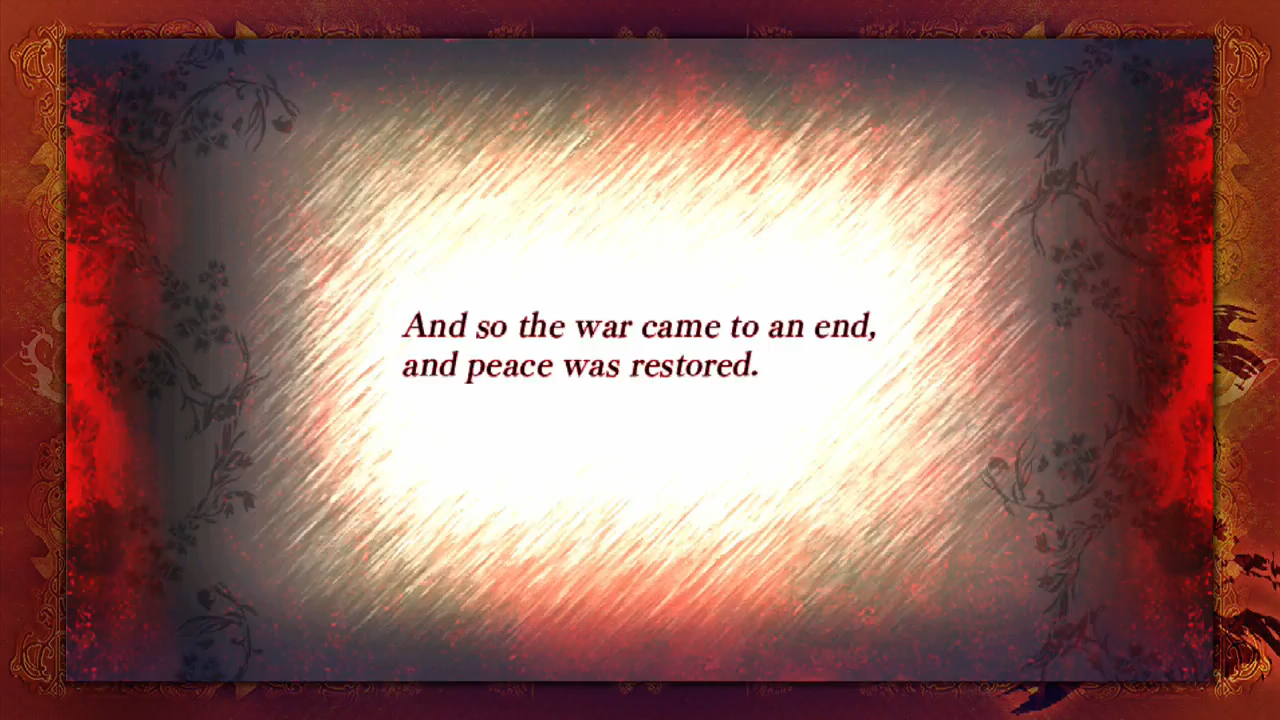 And so the war came to an end,
and peace was restored.